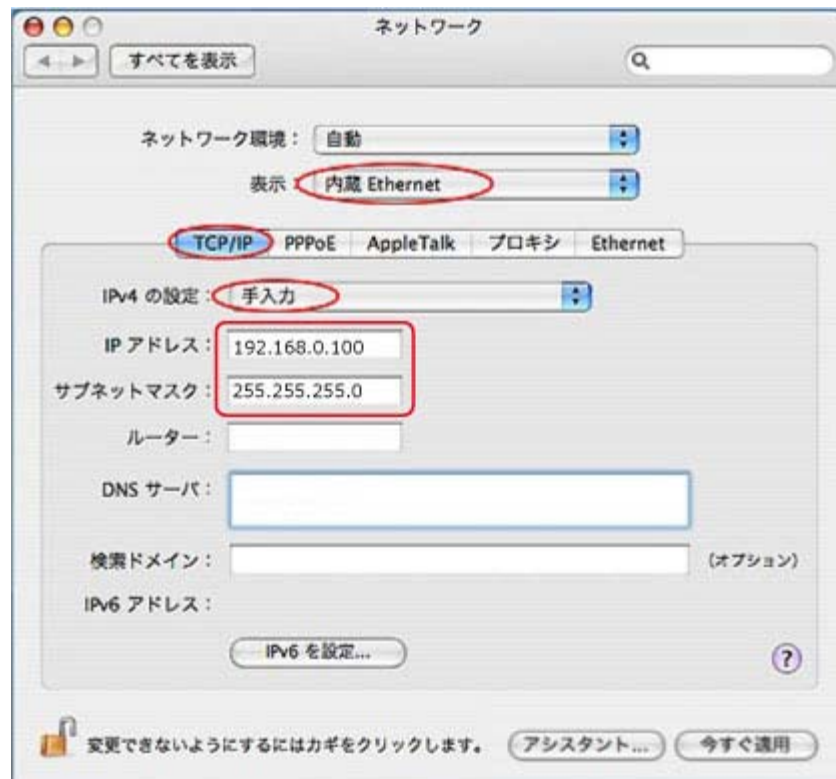 ネットワーク
すべてを表示
ネットワーク環境： 自動
表示： 内蔵 Ethernet
TCP/IP PPPoE AppleTalk プロキシ Ethernet
IPv4 の設定： 手入力
IP アドレス： 192.168.0.100
サブネットマスク： 255.255.255.0
ルーター：
DNS サーバ：
検索ドメイン： (オプション)
IPv6 アドレス：
IPv6 を設定...
?
変更できないようにするにはカギをクリックします。 アシスタント... 今すぐ適用